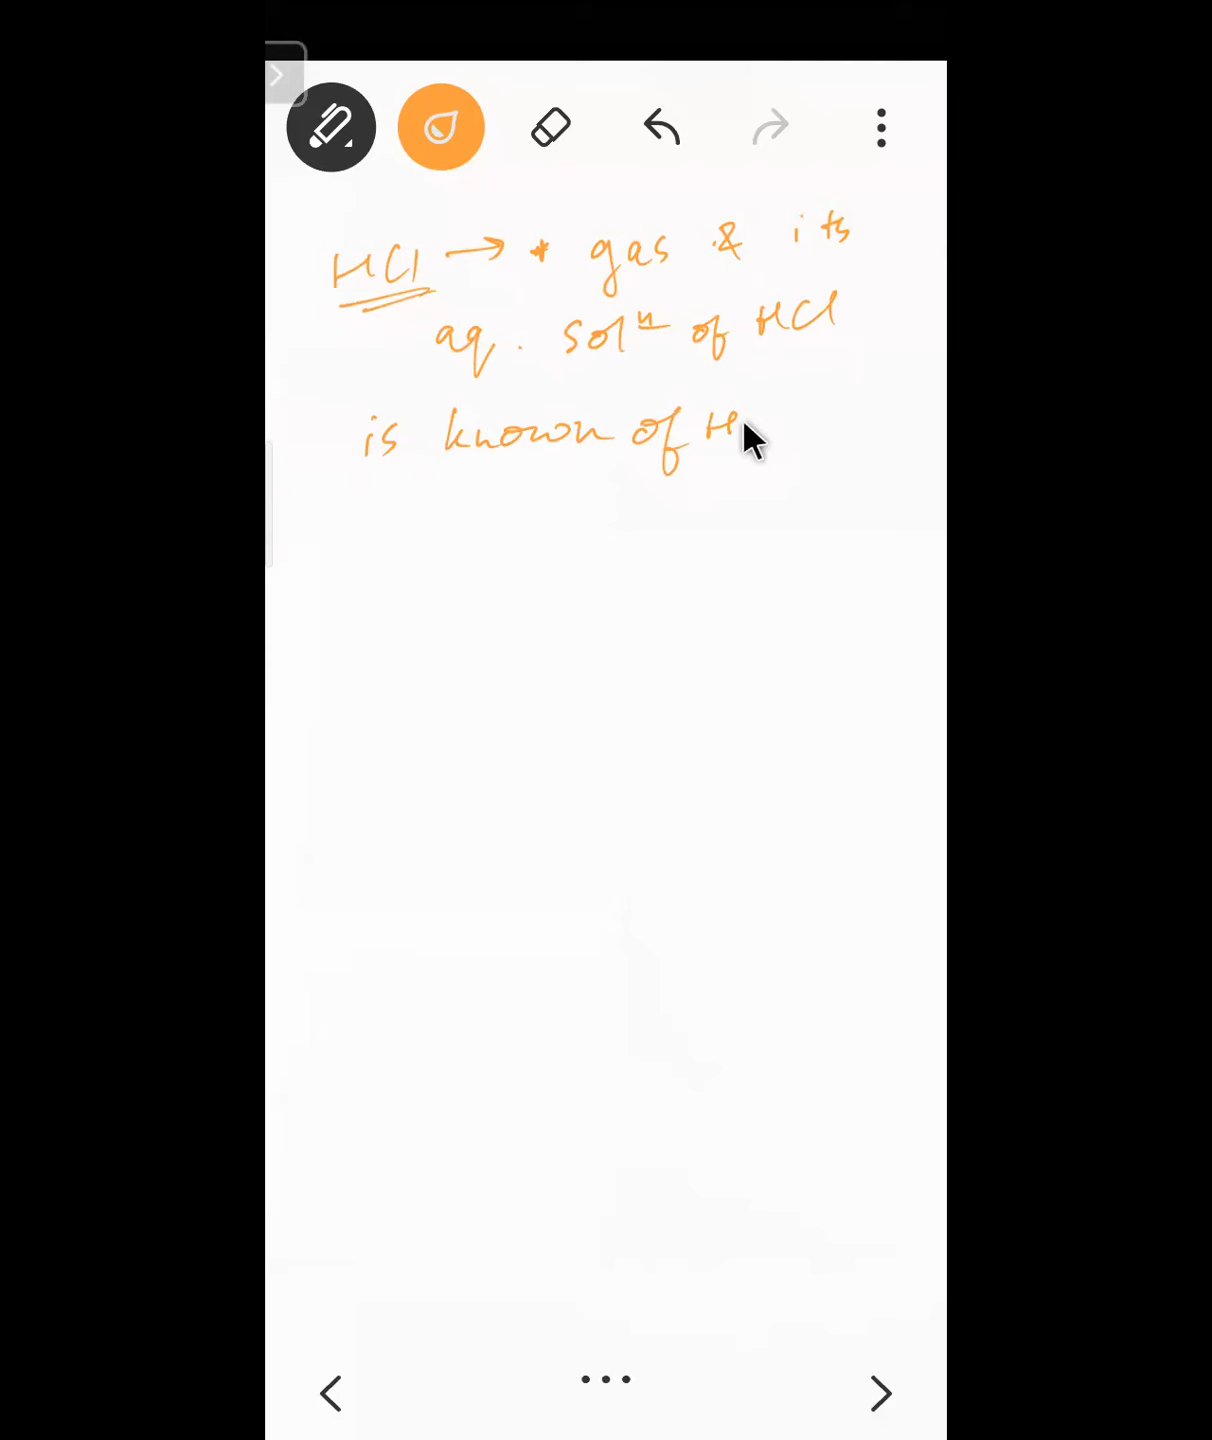 HCl → * gas & its
aq. solⁿ of HCl
is known of H